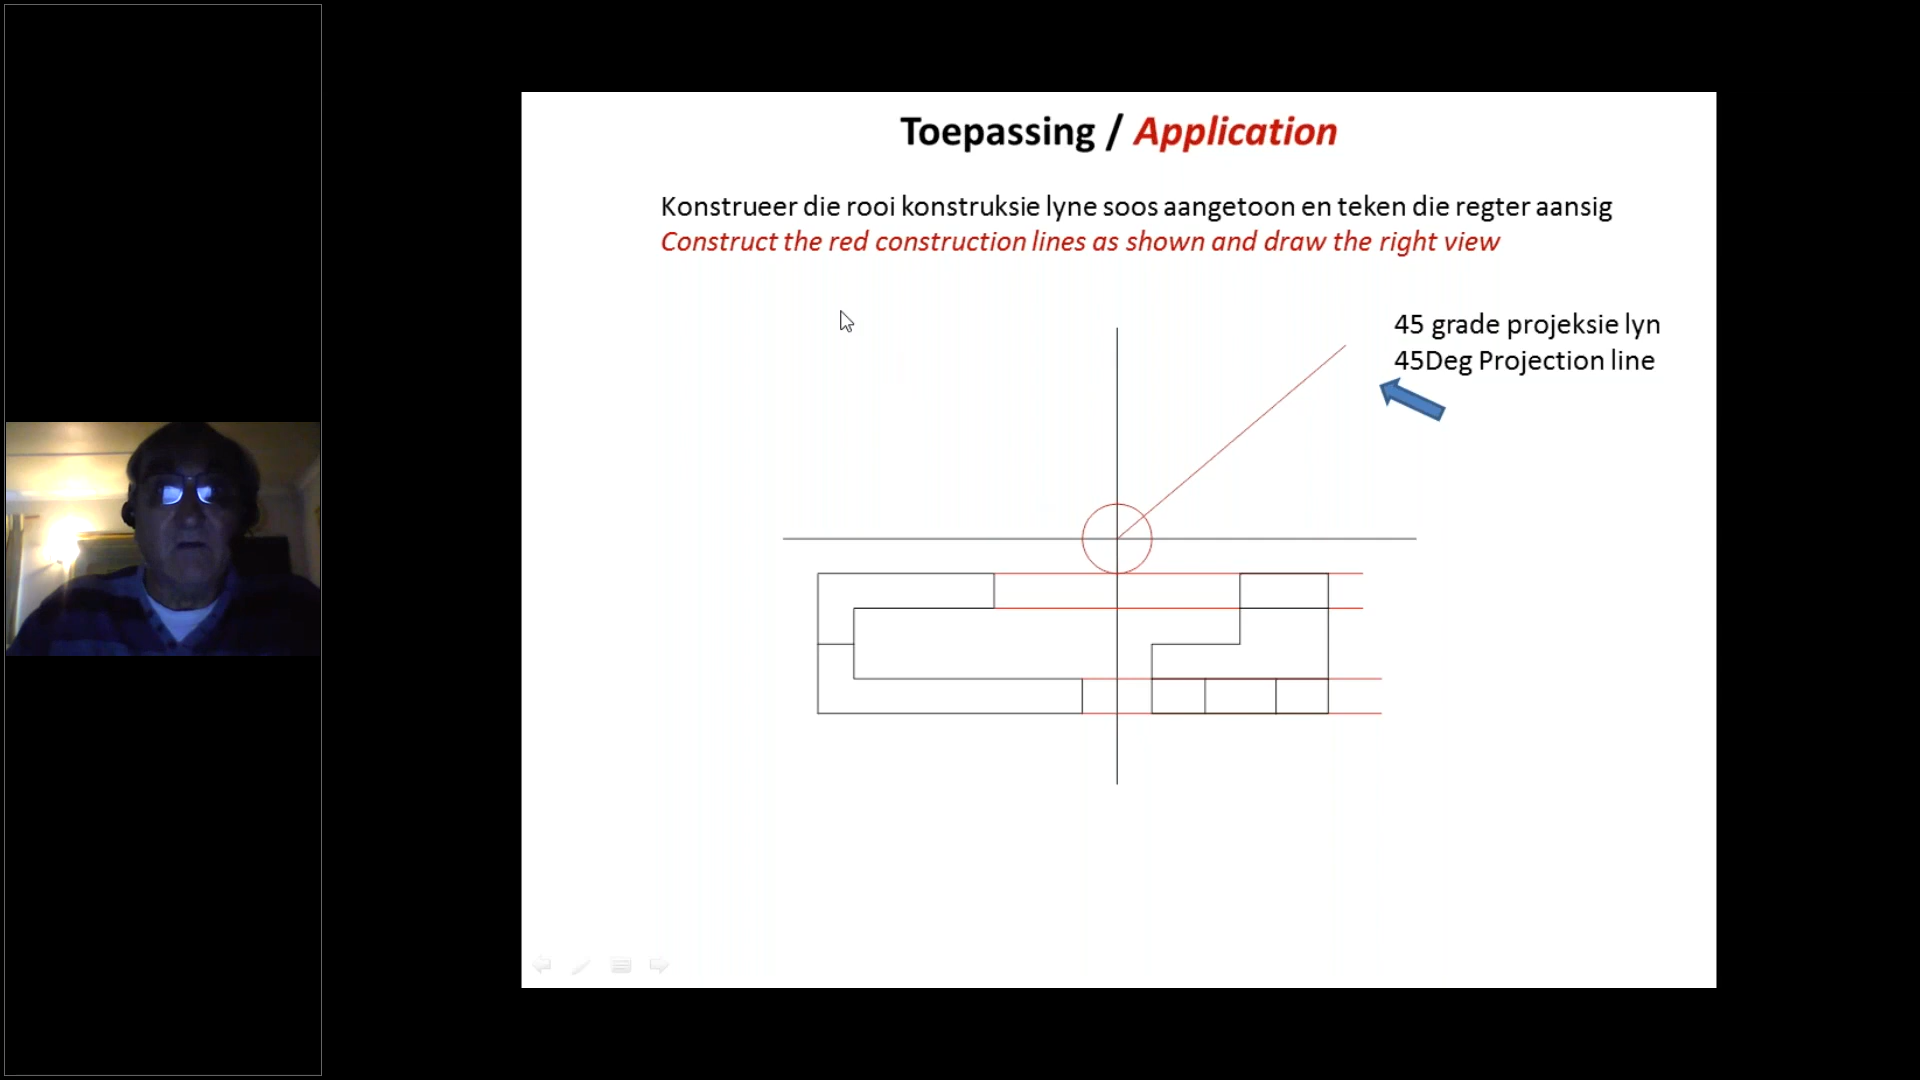 Toepassing / Application
Konstrueer die rooi konstruksie lyne soos aangetoon en teken die regter aansig
Construct the red construction lines as shown and draw the right view
45 grade projeksie lyn
45Deg Projection line